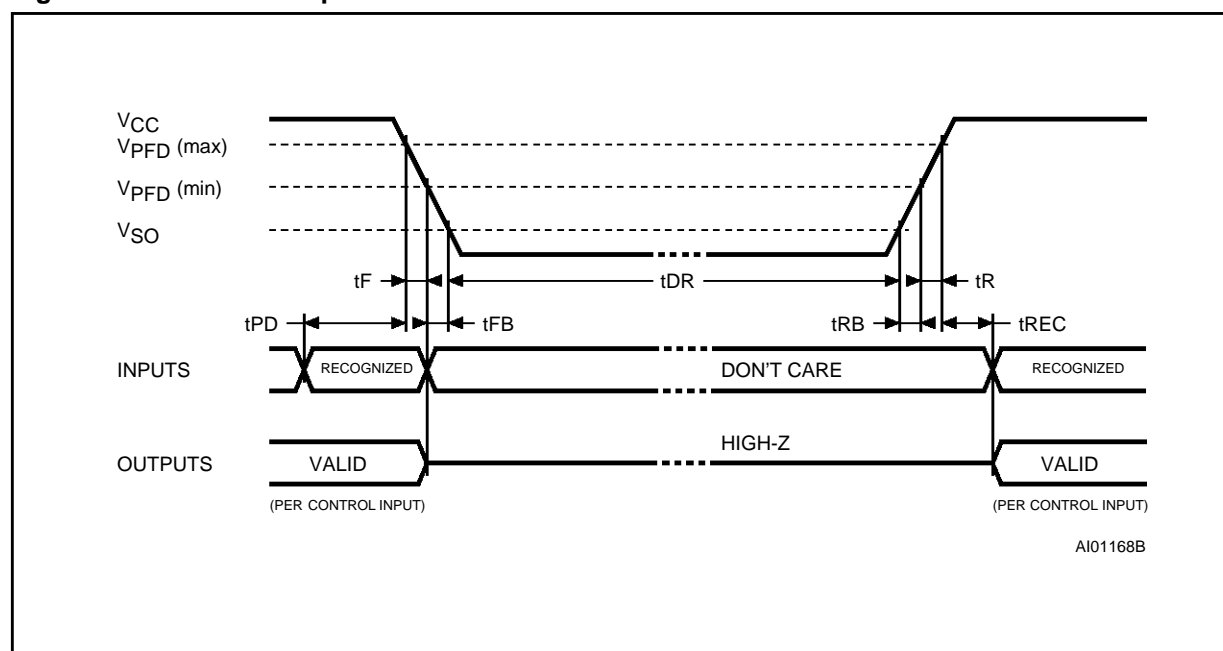 VCC
VPFD (max)
VPFD (min)
VSO
tF
tDR
tR
tPD
tFB
tRB
tREC
INPUTS
RECOGNIZED
DON'T CARE
RECOGNIZED
HIGH-Z
OUTPUTS
VALID
VALID
(PER CONTROL INPUT)
(PER CONTROL INPUT)
AI01168B